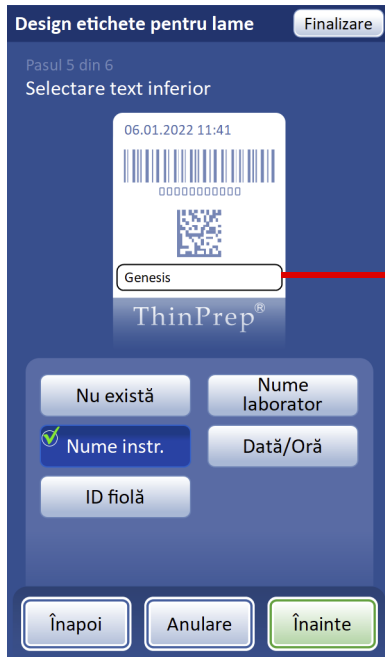 Design etichete pentru lame
Finalizare
Pasul 5 din 6
Selectare text inferior
06.01.2022 11:41
00000000000
Genesis
ThinPrep®
Nu există
Nume
laborator
Nume instr.
Dată/Oră
ID fiolă
Înapoi
Anulare
Înainte